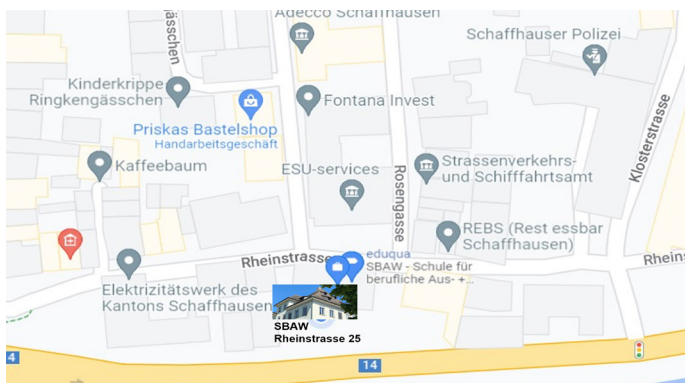 Adecco Schaffhausen
ässchen
Schaffhauser Polizei
Kinderkrippe
Ringkengässchen
Fontana Invest
Priskas Bastelshop
Handarbeitsgeschäft
Klosterstrasse
Kaffeebaum
ESU-services
Rosengasse
Strassenverkehrs-
und Schifffahrtsamt
REBS (Rest essbar
Schaffhausen)
Rheinstrasse
eduqua
SBAW - Schule für
berufliche Aus- +...
Rheins
Elektrizitätswerk des
Kantons Schaffhausen
SBAW
Rheinstrasse 25
4
14